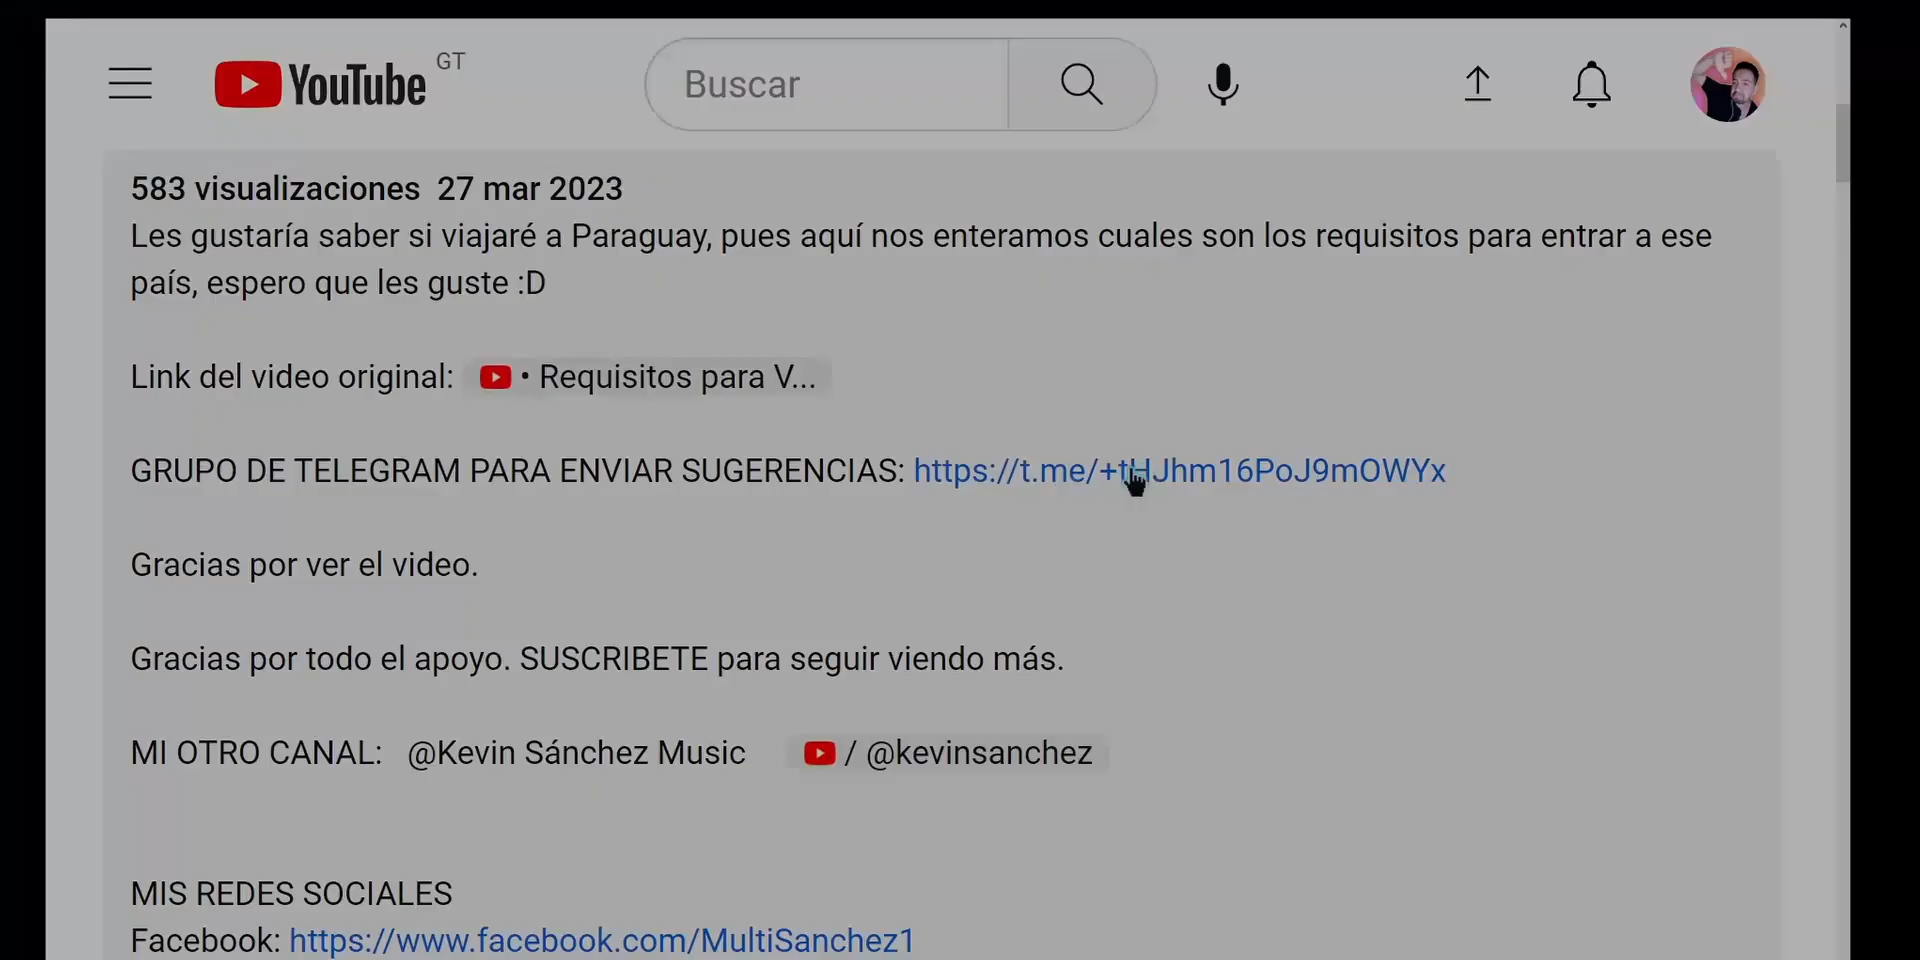 YouTube GT
Buscar
583 visualizaciones 27 mar 2023
Les gustaría saber si viajaré a Paraguay, pues aquí nos enteramos cuales son los requisitos para entrar a ese
país, espero que les guste :D
Link del video original: • Requisitos para V...
GRUPO DE TELEGRAM PARA ENVIAR SUGERENCIAS: https://t.me/+tHJhm16PoJ9mOWYx
Gracias por ver el video.
Gracias por todo el apoyo. SUSCRIBETE para seguir viendo más.
MI OTRO CANAL: @Kevin Sánchez Music / @kevinsanchez
MIS REDES SOCIALES
Facebook: https://www.facebook.com/MultiSanchez1